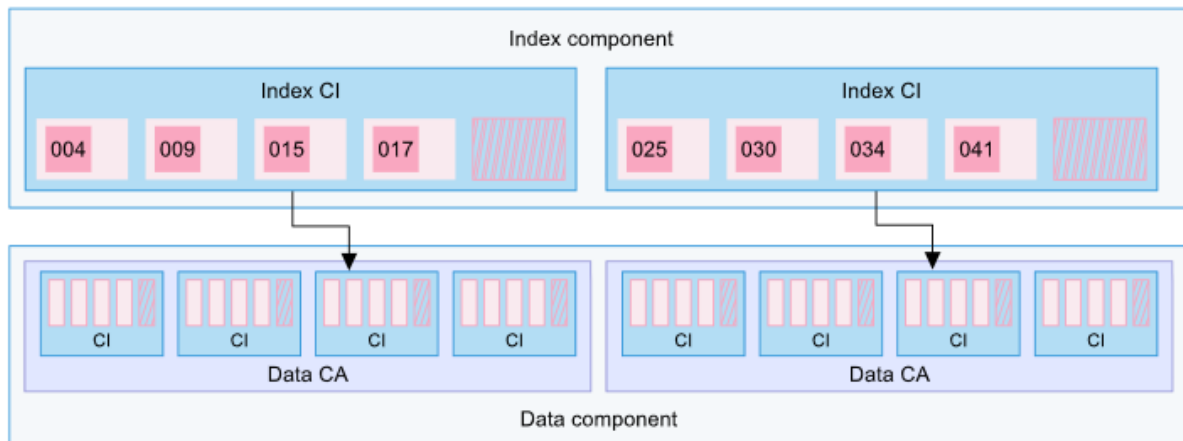 Index component
Index CI
Index CI
004 009 015 017
025 030 034 041
CI CI CI CI
CI CI CI CI
Data CA
Data CA
Data component